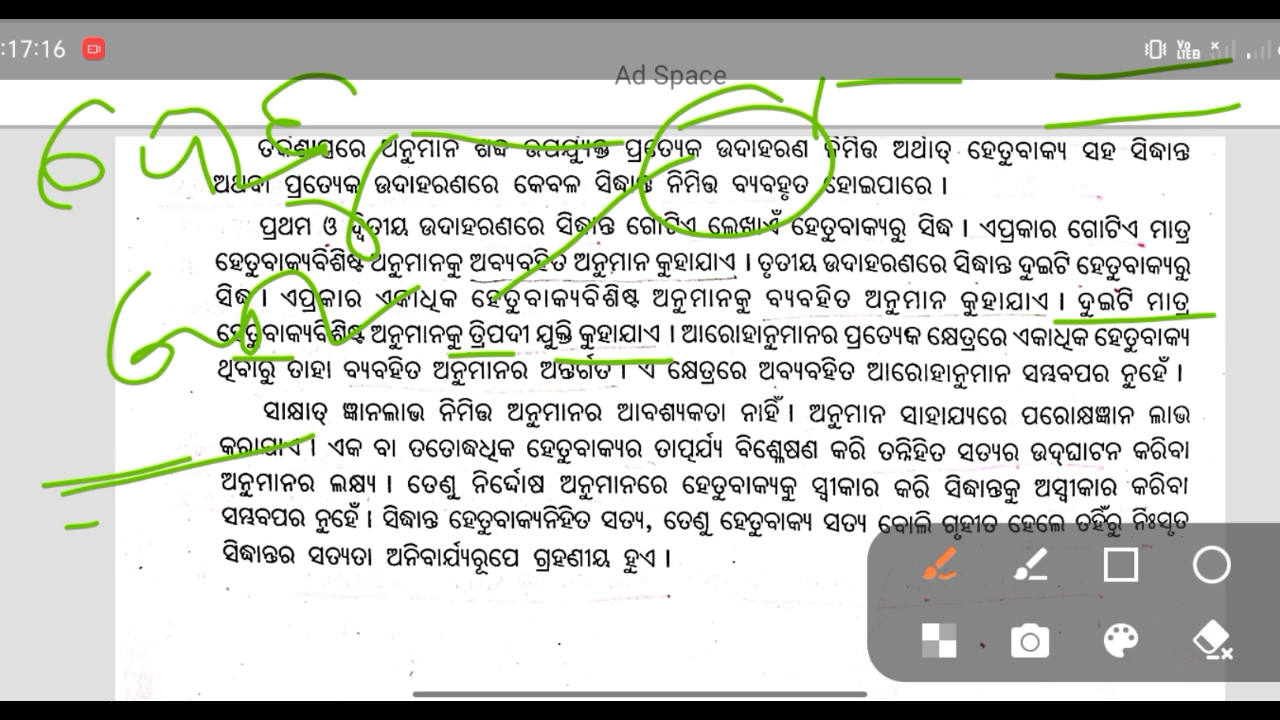 :17:16
Vo LTE2
Ad Space
ତର୍କଶାସ୍ତ୍ରରେ ଅନୁମାନ ଶବ୍ଦ ଉପର୍ଯ୍ୟୁକ୍ତ ପ୍ରତ୍ୟେକ ଉଦାହରଣ ନିମିତ୍ତ ଅର୍ଥାତ୍ ହେତୁବାକ୍ୟ ସହ ସିଦ୍ଧାନ୍ତ
ଅଥବା ପ୍ରତ୍ୟେକ ଉଦାହରଣରେ କେବଳ ସିଦ୍ଧାନ୍ତ ନିମିତ୍ତ ବ୍ୟବହୃତ ହୋଇପାରେ ।
ପ୍ରଥମ ଓ ଦ୍ୱିତୀୟ ଉଦାହରଣରେ ସିଦ୍ଧାନ୍ତ ଗୋଟିଏ ଲେଖାଏଁ ହେତୁବାକ୍ୟରୁ ସିଦ୍ଧ । ଏପ୍ରକାର ଗୋଟିଏ ମାତ୍ର
ହେତୁବାକ୍ୟବିଶିଷ୍ଟ ଅନୁମାନକୁ ଅବ୍ୟବହିତ ଅନୁମାନ କୁହାଯାଏ । ତୃତୀୟ ଉଦାହରଣରେ ସିଦ୍ଧାନ୍ତ ଦୁଇଟି ହେତୁବାକ୍ୟରୁ
ସିଦ୍ଧ । ଏପ୍ରକାର ଏକାଧିକ ହେତୁବାକ୍ୟବିଶିଷ୍ଟ ଅନୁମାନକୁ ବ୍ୟବହିତ ଅନୁମାନ କୁହାଯାଏ । ଦୁଇଟି ମାତ୍ର
ହେତୁବାକ୍ୟବିଶିଷ୍ଟ ଅନୁମାନକୁ ତ୍ରିପଦୀ ଯୁକ୍ତି କୁହାଯାଏ । ଆରୋହାନୁମାନର ପ୍ରତ୍ୟେକ କ୍ଷେତ୍ରରେ ଏକାଧିକ ହେତୁବାକ୍ୟ
ଥିବାରୁ ତାହା ବ୍ୟବହିତ ଅନୁମାନର ଅନ୍ତର୍ଗତ । ଏ କ୍ଷେତ୍ରରେ ଅବ୍ୟବହିତ ଆରୋହାନୁମାନ ସମ୍ଭବପର ନୁହେଁ ।
ସାକ୍ଷାତ୍ ଜ୍ଞାନଲାଭ ନିମିତ୍ତ ଅନୁମାନର ଆବଶ୍ୟକତା ନାହିଁ । ଅନୁମାନ ସାହାଯ୍ୟରେ ପରୋକ୍ଷଜ୍ଞାନ ଲାଭ
କରାଯାଏ । ଏକ ବା ତତୋଦ୍ଧଧିକ ହେତୁବାକ୍ୟର ତାତ୍ପର୍ଯ୍ୟ ବିଶ୍ଳେଷଣ କରି ତନ୍ନିହିତ ସତ୍ୟର ଉଦ୍‌ଘାଟନ କରିବା
ଅନୁମାନର ଲକ୍ଷ୍ୟ । ତେଣୁ ନିର୍ଦ୍ଦୋଷ ଅନୁମାନରେ ହେତୁବାକ୍ୟକୁ ସ୍ୱୀକାର କରି ସିଦ୍ଧାନ୍ତକୁ ଅସ୍ୱୀକାର କରିବା
ସମ୍ଭବପର ନୁହେଁ । ସିଦ୍ଧାନ୍ତ ହେତୁବାକ୍ୟନିହିତ ସତ୍ୟ, ତେଣୁ ହେତୁବାକ୍ୟ ସତ୍ୟ ବୋଲି ଗୃହୀତ ହେଲେ ତହିଁରୁ ନିଃସୃତ
ସିଦ୍ଧାନ୍ତର ସତ୍ୟତା ଅନିବାର୍ଯ୍ୟରୂପେ ଗ୍ରହଣୀୟ ହୁଏ ।